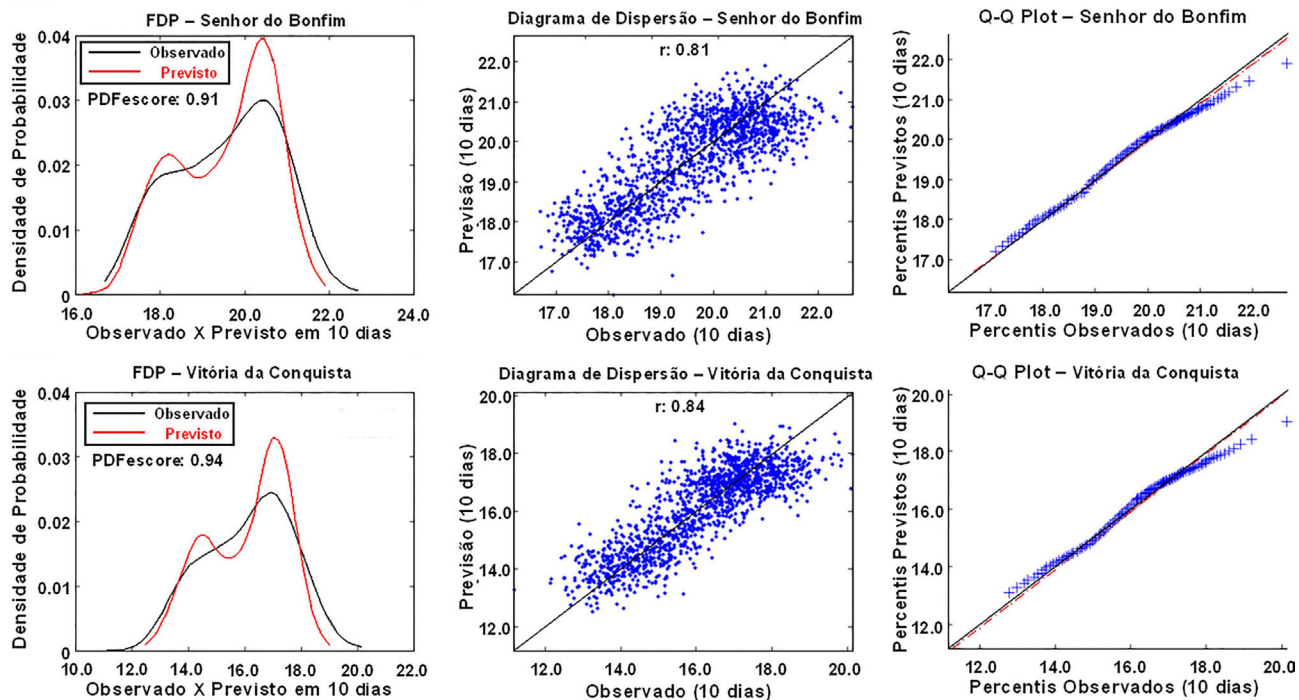 FDP – Senhor do Bonfim
Densidade de Probabilidade
0.04
0.03
0.02
0.01
0
Observado
Previsto
PDFescore: 0.91
16.0 18.0 20.0 22.0 24.0
Observado X Previsto em 10 dias
Diagrama de Dispersão – Senhor do Bonfim
r: 0.81
Previsão (10 dias)
22.0
21.0
20.0
19.0
18.0
17.0
17.0 18.0 19.0 20.0 21.0 22.0
Observado (10 dias)
Q-Q Plot – Senhor do Bonfim
Percentis Previstos (10 dias)
22.0
21.0
20.0
19.0
18.0
17.0
17.0 18.0 19.0 20.0 21.0 22.0
Percentis Observados (10 dias)
FDP – Vitória da Conquista
Densidade de Probabilidade
0.04
0.03
0.02
0.01
0
Observado
Previsto
PDFescore: 0.94
10.0 12.0 14.0 16.0 18.0 20.0 22.0
Observado X Previsto em 10 dias
Diagrama de Dispersão – Vitória da Conquista
r: 0.84
Previsão (10 dias)
20.0
18.0
16.0
14.0
12.0
12.0 14.0 16.0 18.0 20.0
Observado (10 dias)
Q-Q Plot – Vitória da Conquista
Percentis Previstos (10 dias)
20.0
18.0
16.0
14.0
12.0
12.0 14.0 16.0 18.0 20.0
Percentis Observados (10 dias)